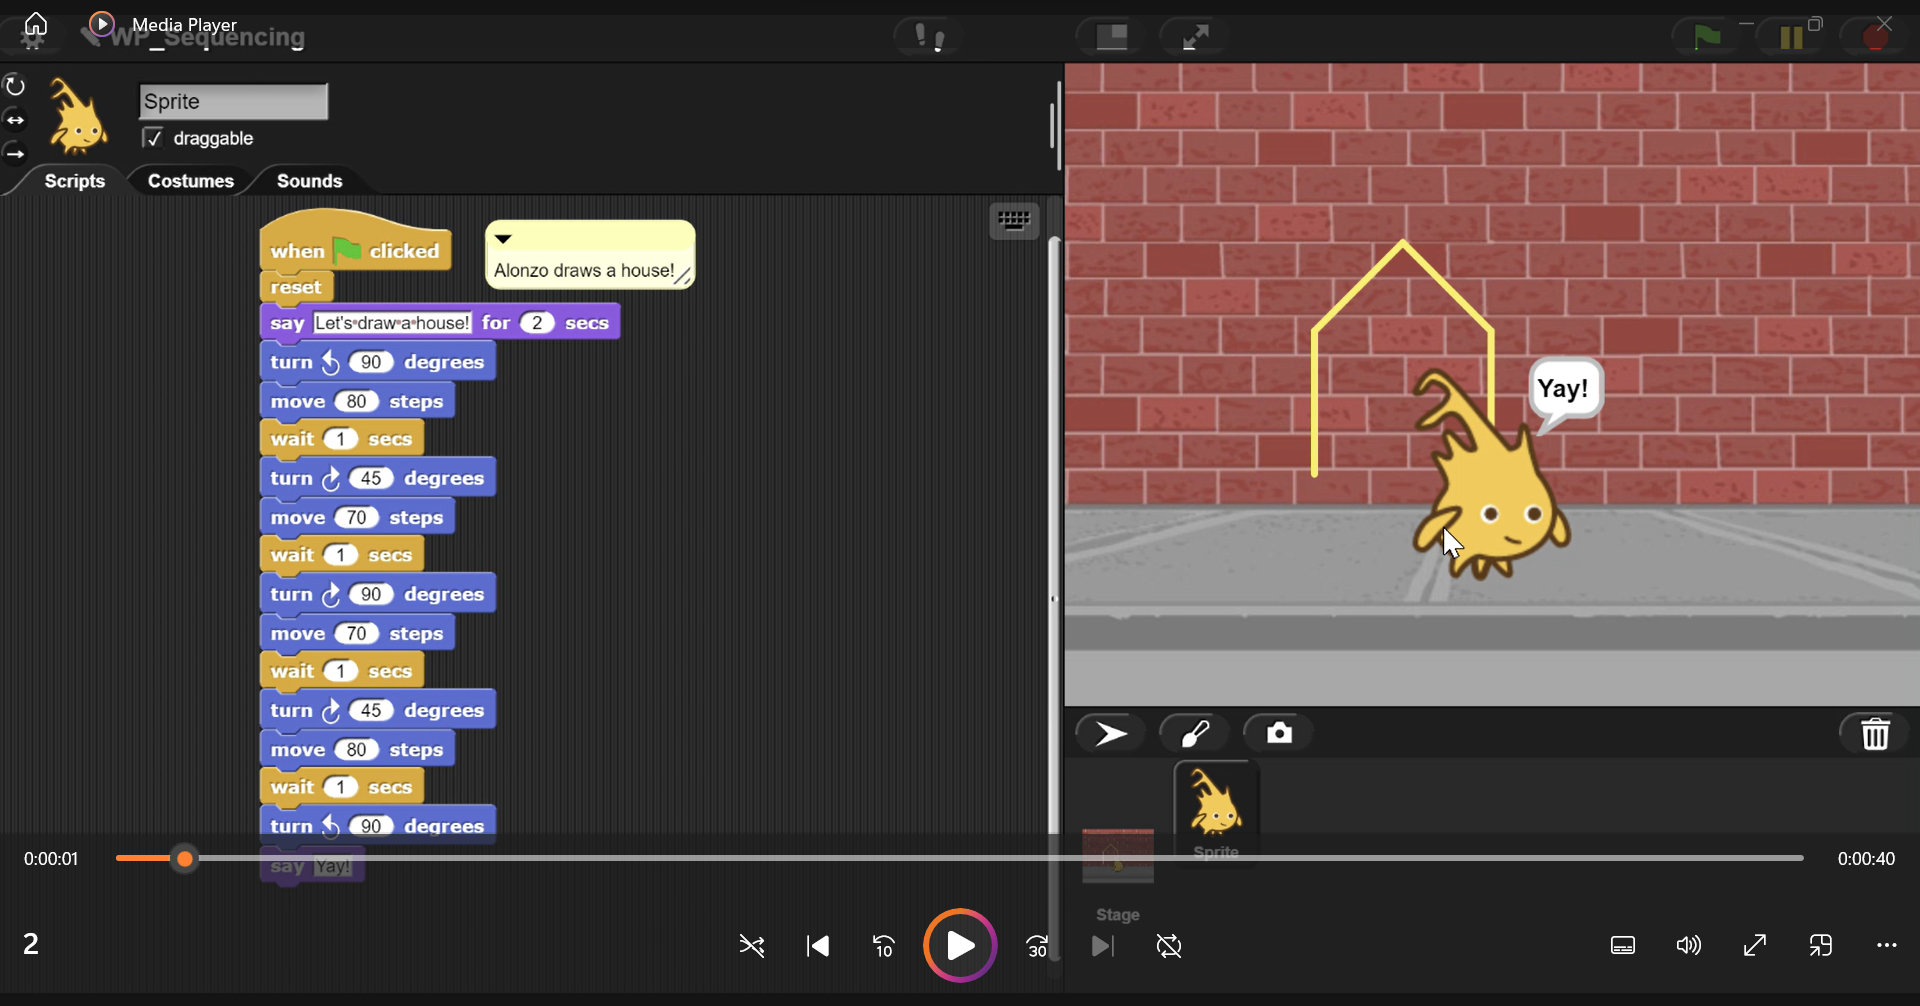 Media Player
WP_Sequencing
Sprite
draggable
Scripts Costumes Sounds
when clicked
Alonzo draws a house!
reset
say Let's draw a house! for 2 secs
turn 90 degrees
move 80 steps
wait 1 secs
turn 45 degrees
move 70 steps
wait 1 secs
turn 90 degrees
move 70 steps
wait 1 secs
turn 45 degrees
move 80 steps
wait 1 secs
turn 90 degrees
say Yay!
Yay!
Sprite
Stage
0:00:01
0:00:40
2
10
30